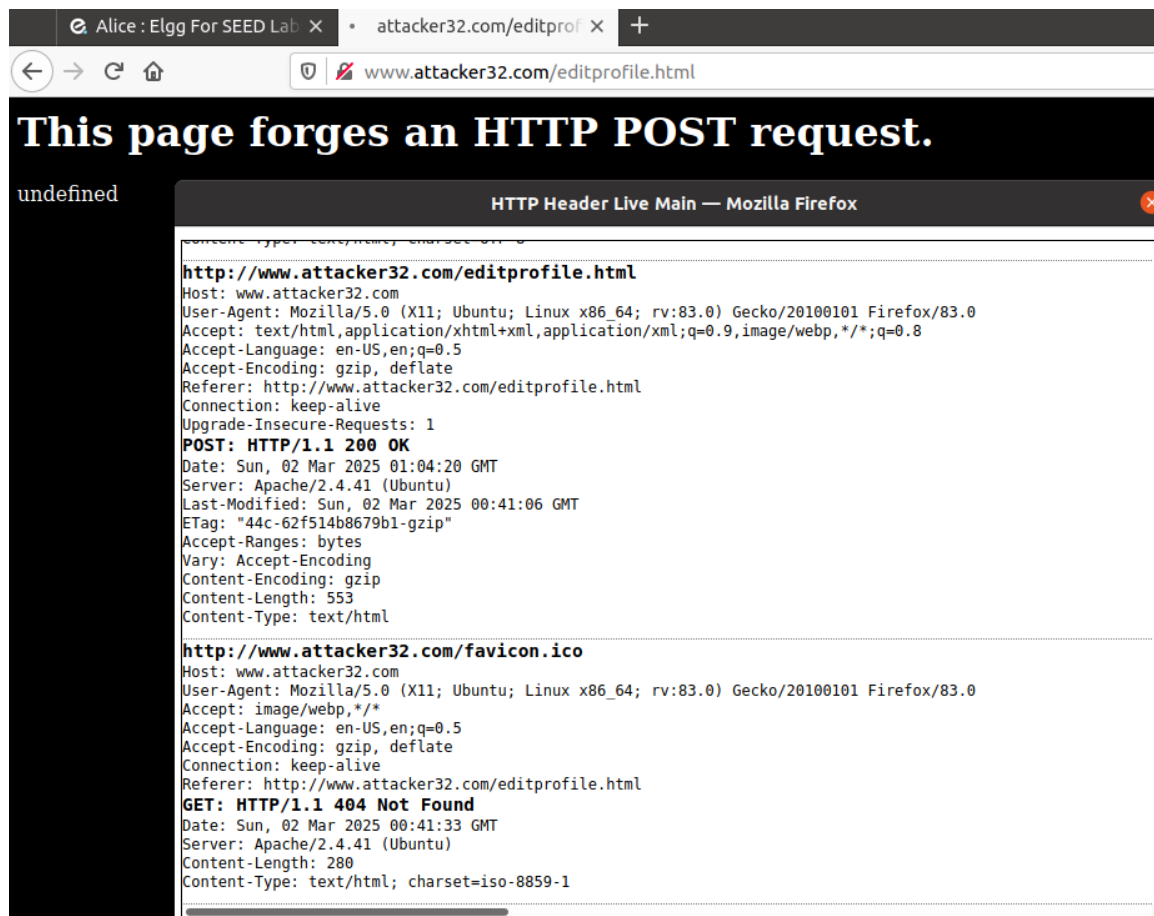 Alice : Elgg For SEED Lab
attacker32.com/editprof
www.attacker32.com/editprofile.html
This page forges an HTTP POST request.
undefined
HTTP Header Live Main — Mozilla Firefox
Content-Type: text/html; charset=UTF-8
http://www.attacker32.com/editprofile.html
Host: www.attacker32.com
User-Agent: Mozilla/5.0 (X11; Ubuntu; Linux x86_64; rv:83.0) Gecko/20100101 Firefox/83.0
Accept: text/html,application/xhtml+xml,application/xml;q=0.9,image/webp,*/*;q=0.8
Accept-Language: en-US,en;q=0.5
Accept-Encoding: gzip, deflate
Referer: http://www.attacker32.com/editprofile.html
Connection: keep-alive
Upgrade-Insecure-Requests: 1
POST: HTTP/1.1 200 OK
Date: Sun, 02 Mar 2025 01:04:20 GMT
Server: Apache/2.4.41 (Ubuntu)
Last-Modified: Sun, 02 Mar 2025 00:41:06 GMT
ETag: "44c-62f514b8679b1-gzip"
Accept-Ranges: bytes
Vary: Accept-Encoding
Content-Encoding: gzip
Content-Length: 553
Content-Type: text/html
http://www.attacker32.com/favicon.ico
Host: www.attacker32.com
User-Agent: Mozilla/5.0 (X11; Ubuntu; Linux x86_64; rv:83.0) Gecko/20100101 Firefox/83.0
Accept: image/webp,*/*
Accept-Language: en-US,en;q=0.5
Accept-Encoding: gzip, deflate
Connection: keep-alive
Referer: http://www.attacker32.com/editprofile.html
GET: HTTP/1.1 404 Not Found
Date: Sun, 02 Mar 2025 00:41:33 GMT
Server: Apache/2.4.41 (Ubuntu)
Content-Length: 280
Content-Type: text/html; charset=iso-8859-1